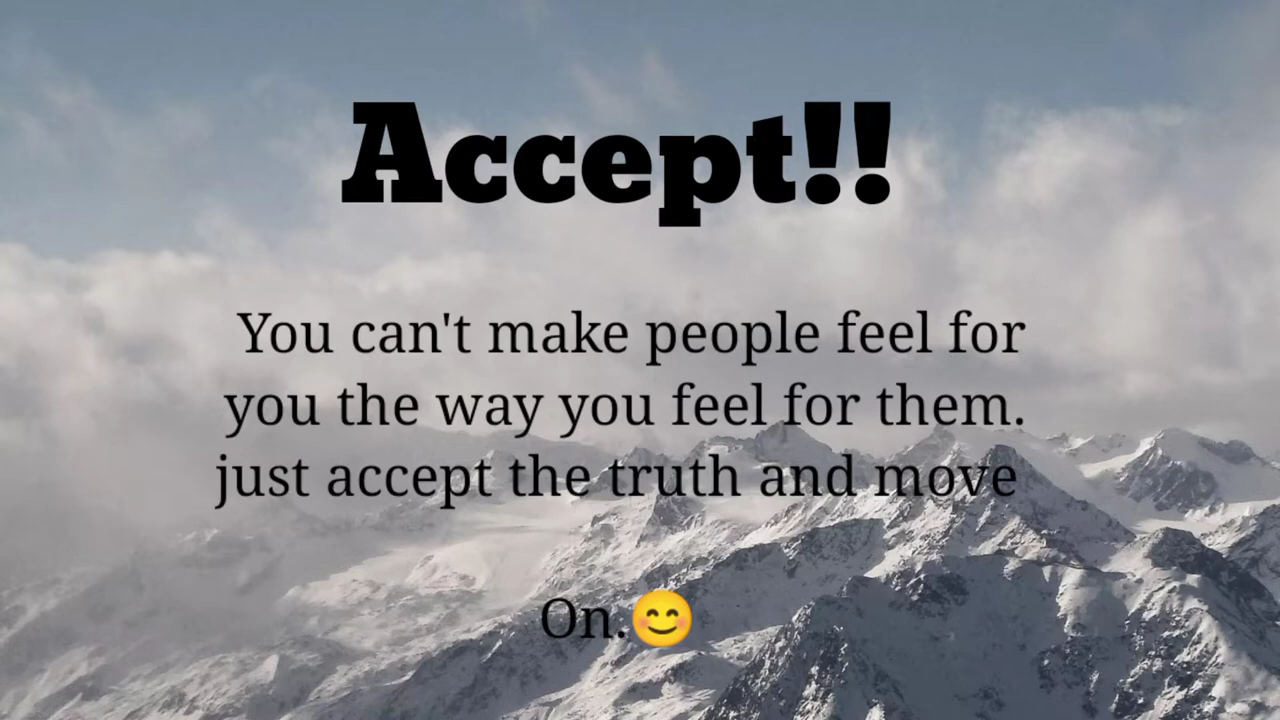 Accept!!
You can't make people feel for
you the way you feel for them.
just accept the truth and move
On.😊